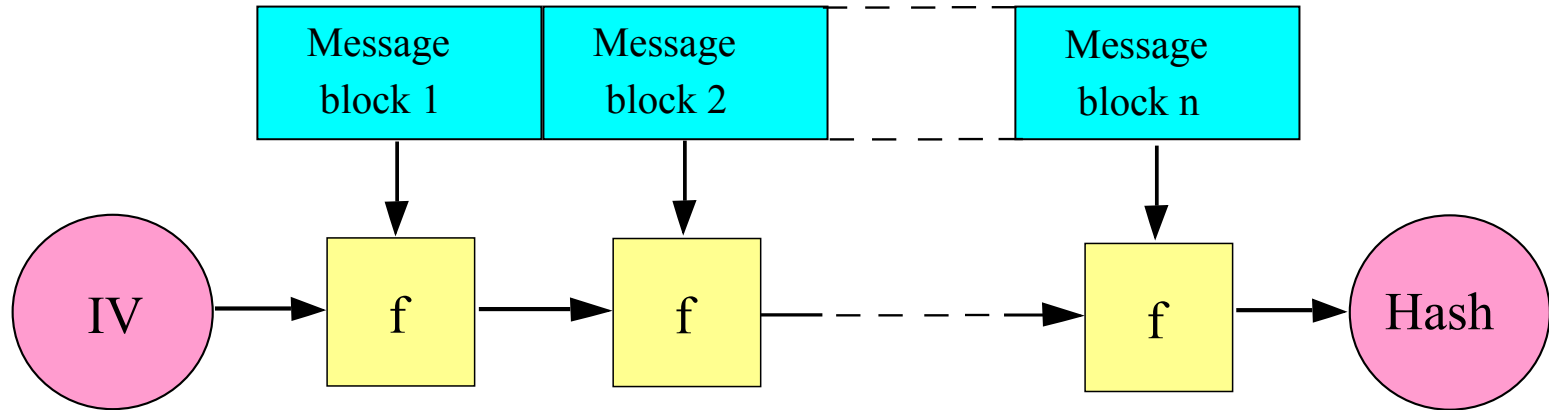 Message
block 1
Message
block 2
Message
block n
IV
f
f
f
Hash